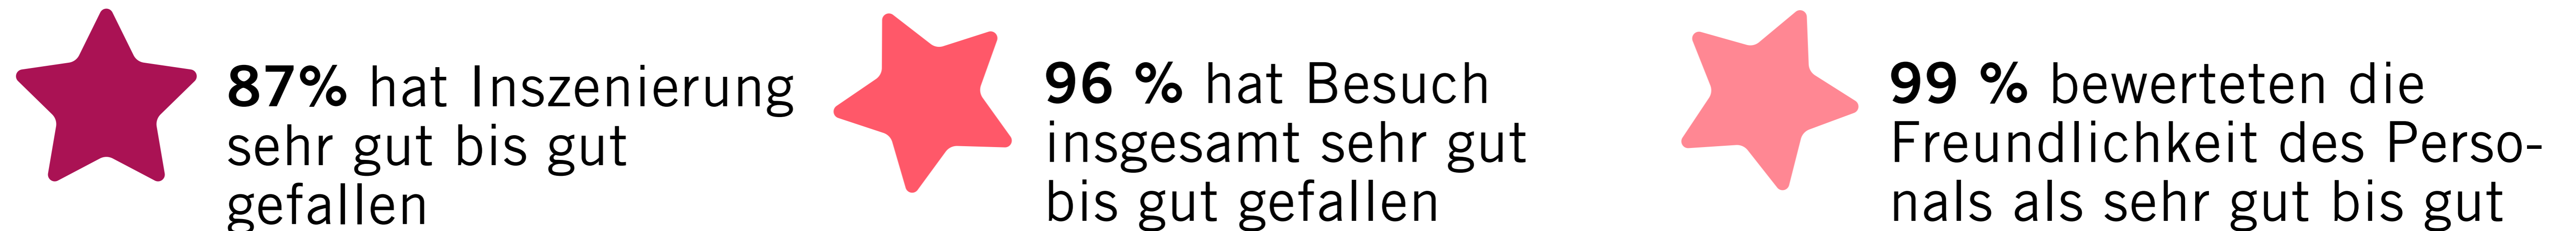 87% hat Inszenierung
sehr gut bis gut
gefallen
96 % hat Besuch
insgesamt sehr gut
bis gut gefallen
99 % bewerteten die
Freundlichkeit des Perso-
nals als sehr gut bis gut